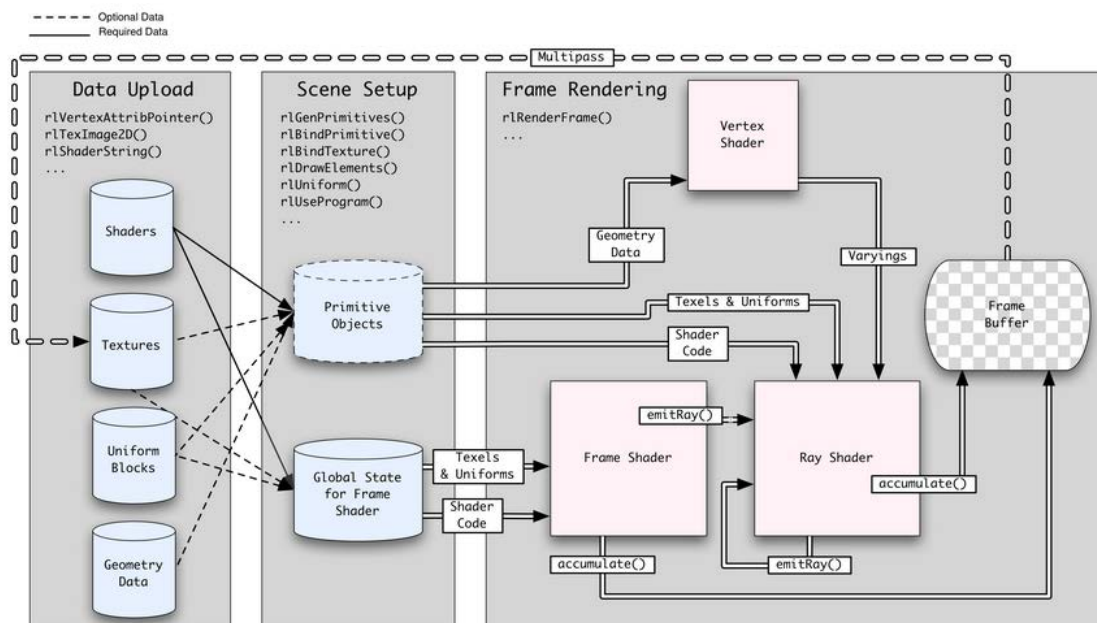 Optional Data
Required Data
Multipass
Data Upload
rlVertexAttribPointer()
rlTexImage2D()
rlShaderString()
...
Shaders
Textures
Uniform
Blocks
Geometry
Data
Scene Setup
rlGenPrimitives()
rlBindPrimitive()
rlBindTexture()
rlDrawElements()
rlUniform()
rlUseProgram()
...
Primitive
Objects
Global State
for Frame
Shader
Frame Rendering
rlRenderFrame()
...
Vertex
Shader
Geometry
Data
Varyings
Texels & Uniforms
Shader
Code
Frame
Buffer
emitRay()
Texels
& Uniforms
Frame Shader
Ray Shader
accumulate()
Shader
Code
accumulate()
emitRay()